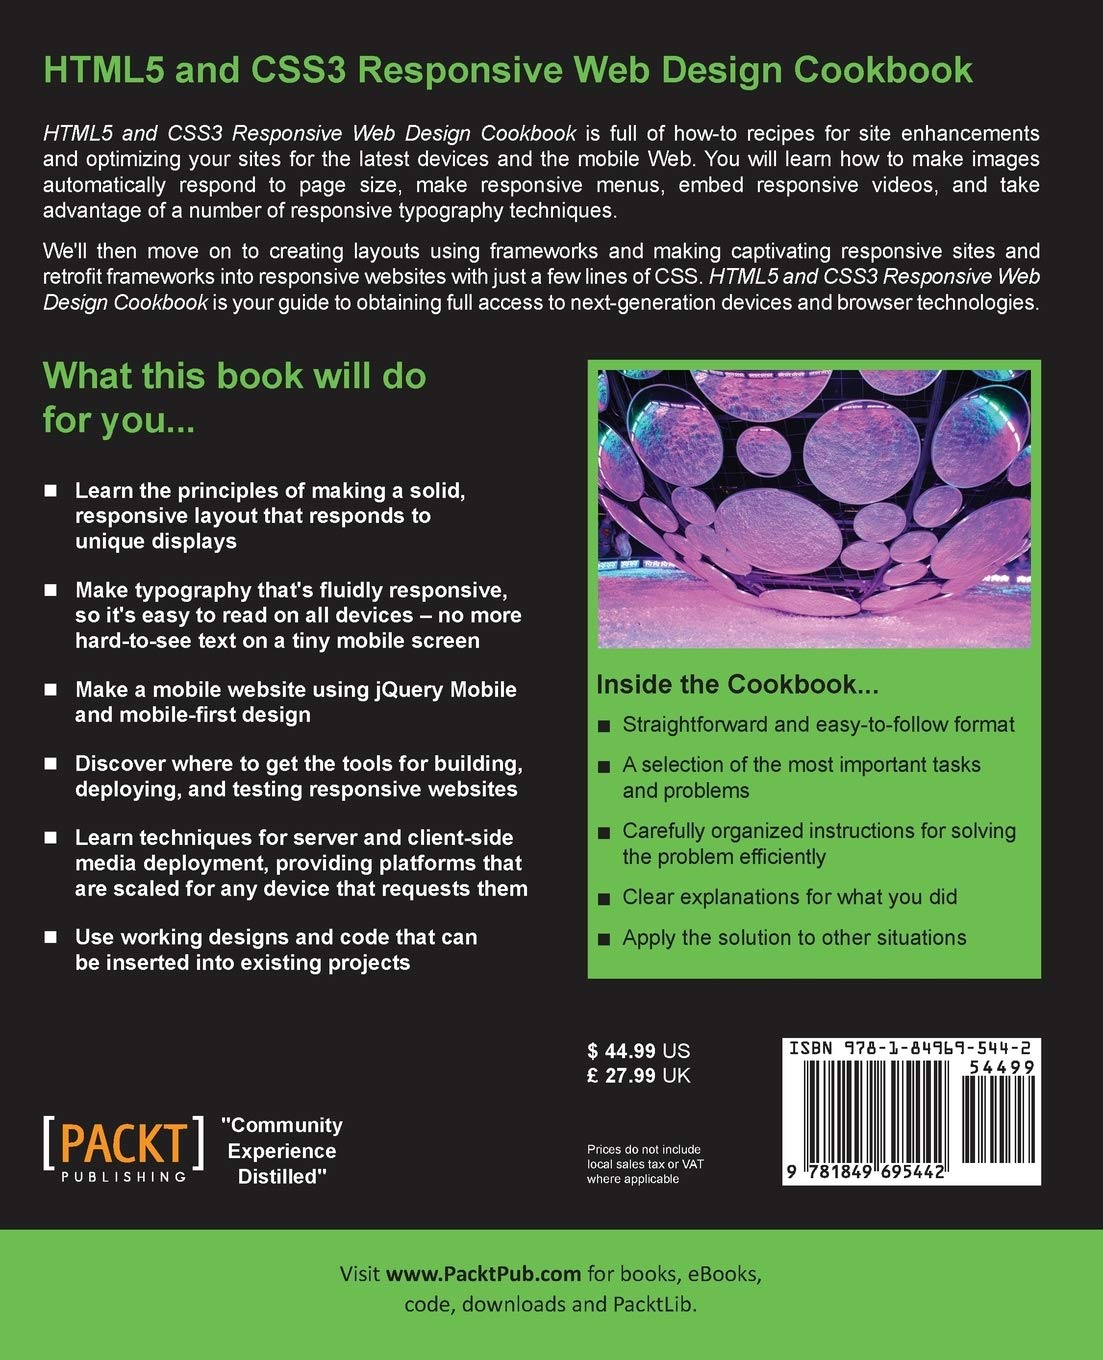 HTML5 and CSS3 Responsive Web Design Cookbook
HTML5 and CSS3 Responsive Web Design Cookbook is full of how-to recipes for site enhancements
and optimizing your sites for the latest devices and the mobile Web. You will learn how to make images
automatically respond to page size, make responsive menus, embed responsive videos, and take
advantage of a number of responsive typography techniques.
We'll then move on to creating layouts using frameworks and making captivating responsive sites and
retrofit frameworks into responsive websites with just a few lines of CSS. HTML5 and CSS3 Responsive Web
Design Cookbook is your guide to obtaining full access to next-generation devices and browser technologies.
What this book will do
for you...
■ Learn the principles of making a solid,
responsive layout that responds to
unique displays
■ Make typography that's fluidly responsive,
so it's easy to read on all devices – no more
hard-to-see text on a tiny mobile screen
■ Make a mobile website using jQuery Mobile
and mobile-first design
■ Discover where to get the tools for building,
deploying, and testing responsive websites
■ Learn techniques for server and client-side
media deployment, providing platforms that
are scaled for any device that requests them
■ Use working designs and code that can
be inserted into existing projects
Inside the Cookbook...
■ Straightforward and easy-to-follow format
■ A selection of the most important tasks
and problems
■ Carefully organized instructions for solving
the problem efficiently
■ Clear explanations for what you did
■ Apply the solution to other situations
$ 44.99 US
£ 27.99 UK
Prices do not include
local sales tax or VAT
where applicable
ISBN 978-1-84969-544-2
54499
9 781849 695442
[PACKT]
PUBLISHING
"Community
Experience
Distilled"
Visit www.PacktPub.com for books, eBooks,
code, downloads and PacktLib.